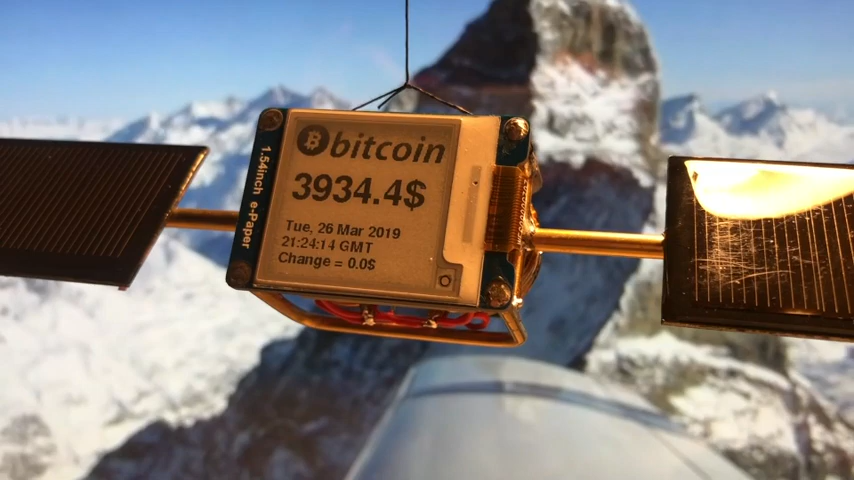 1.54inch e-Paper
bitcoin
3934.4$
Tue, 26 Mar 2019
21:24:14 GMT
Change = 0.0$